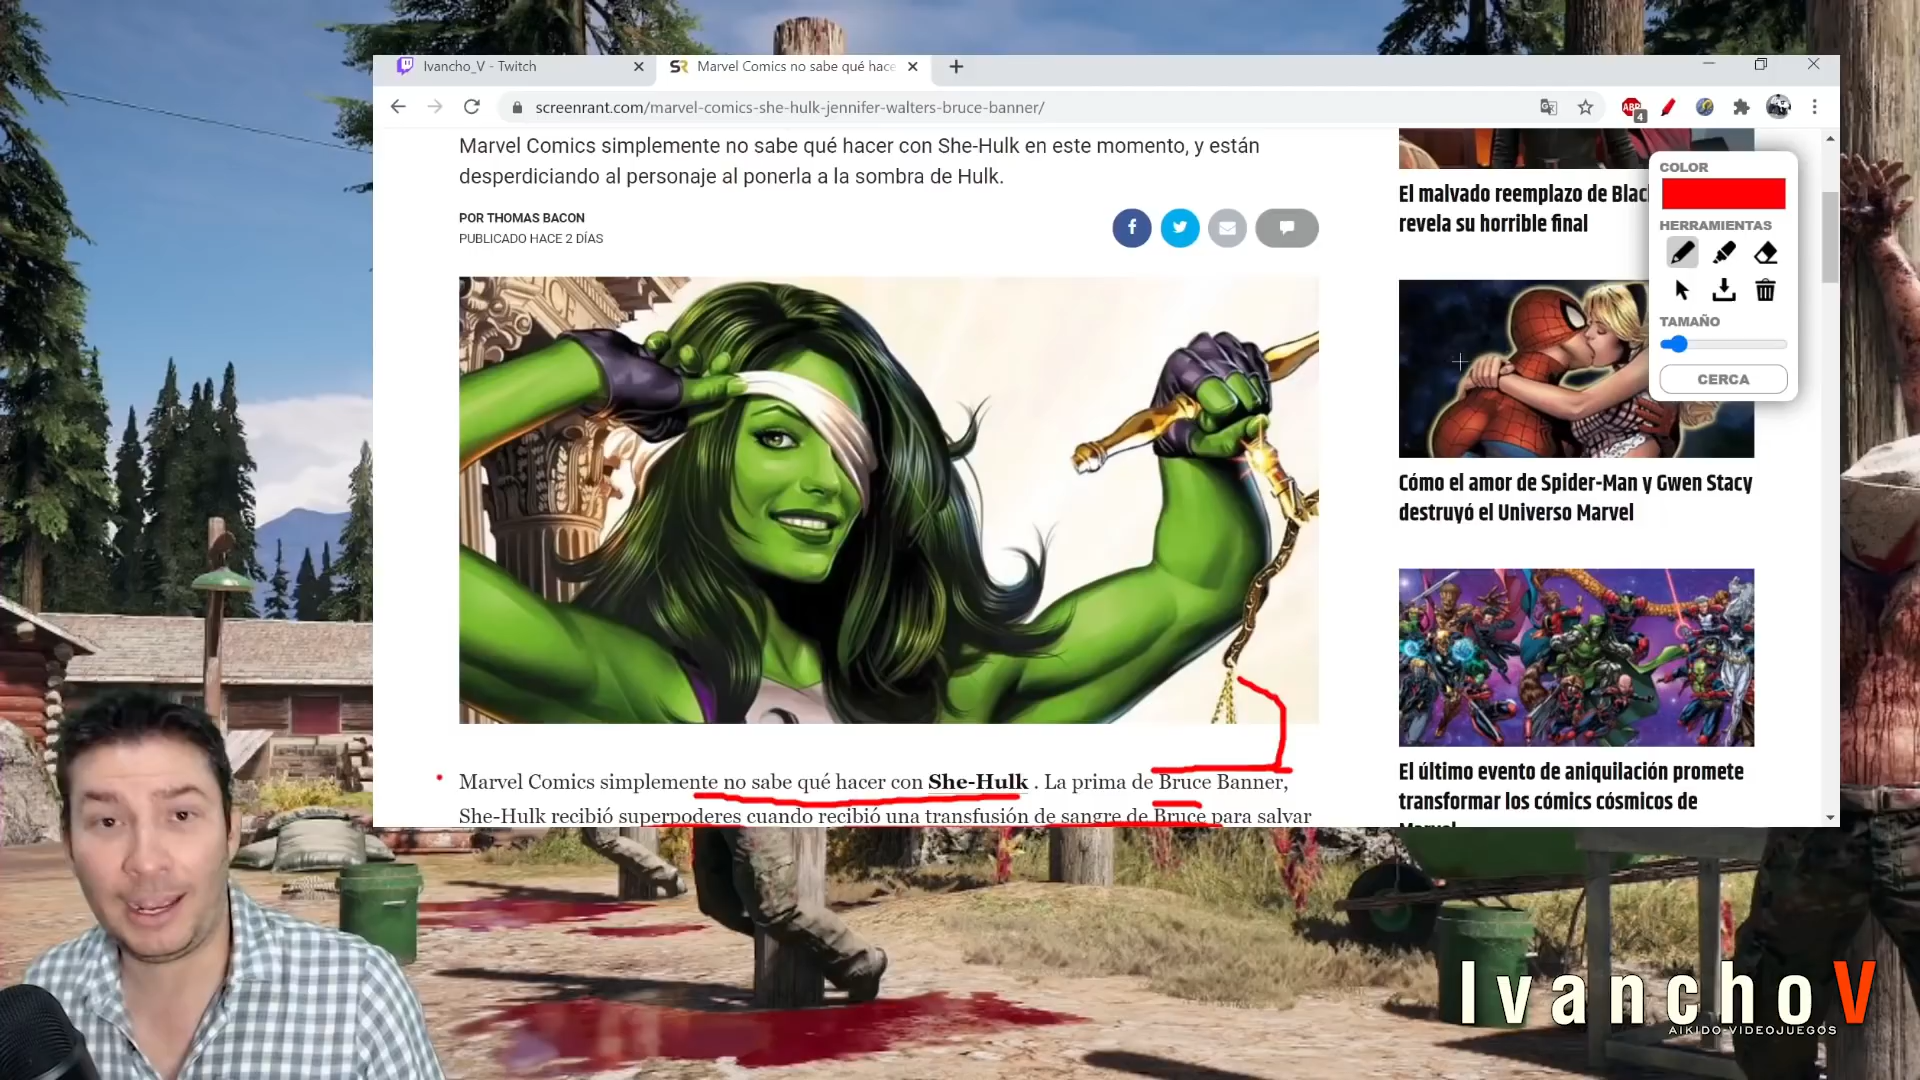 Ivancho_V - Twitch
SR Marvel Comics no sabe qué hace
screenrant.com/marvel-comics-she-hulk-jennifer-walters-bruce-banner/
ABP
4
Marvel Comics simplemente no sabe qué hacer con She-Hulk en este momento, y están
desperdiciando al personaje al ponerla a la sombra de Hulk.
POR THOMAS BACON
PUBLICADO HACE 2 DÍAS
Marvel Comics simplemente no sabe qué hacer con She-Hulk . La prima de Bruce Banner,
She-Hulk recibió superpoderes cuando recibió una transfusión de sangre de Bruce para salvar
El malvado reemplazo de Blac
revela su horrible final
Cómo el amor de Spider-Man y Gwen Stacy
destruyó el Universo Marvel
El último evento de aniquilación promete
transformar los cómics cósmicos de
Marvel
COLOR
HERRAMIENTAS
TAMAÑO
CERCA
IvanchoV
AIKIDO-VIDEOJUEGOS